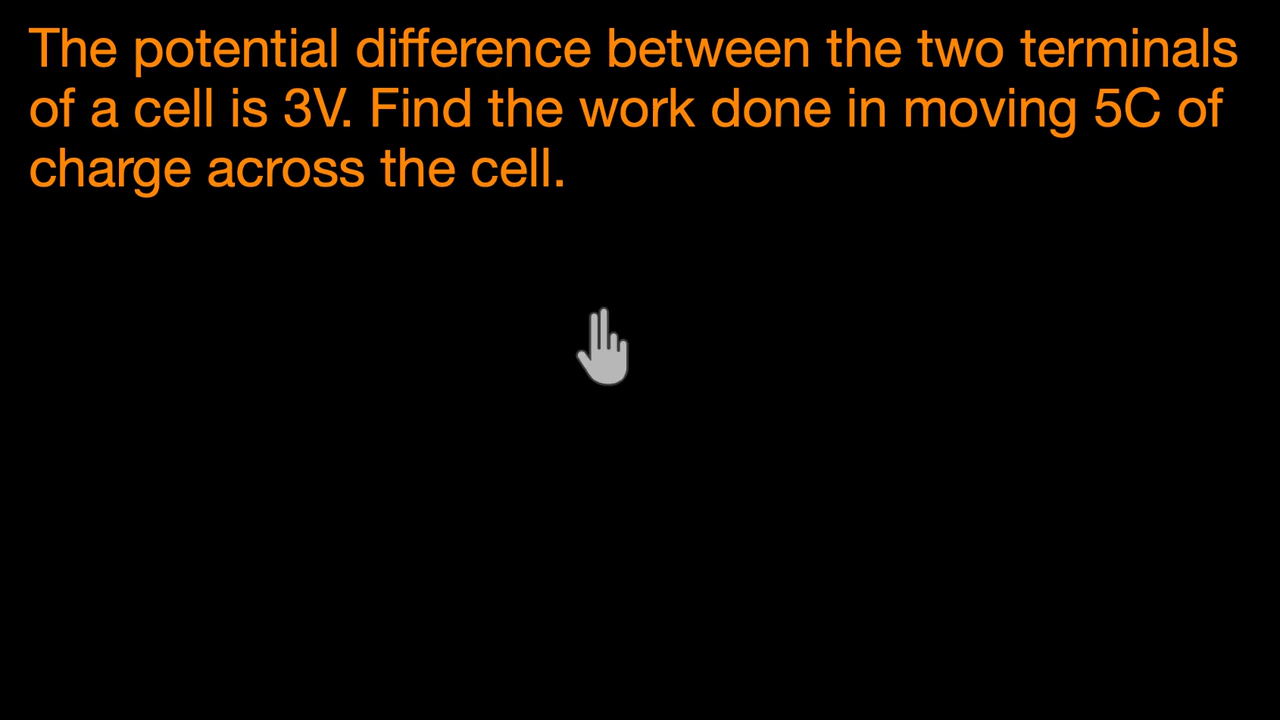 The potential difference between the two terminals
of a cell is 3V. Find the work done in moving 5C of
charge across the cell.